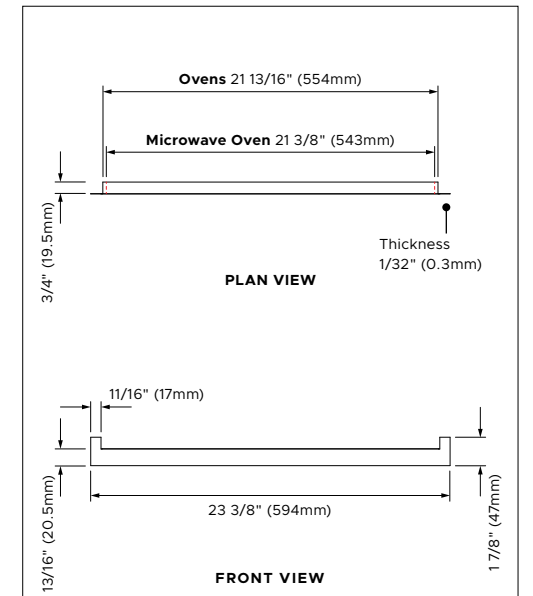 Ovens 21 13/16" (554mm)
Microwave Oven 21 3/8" (543mm)
3/4" (19.5mm)
Thickness
1/32" (0.3mm)
PLAN VIEW
11/16" (17mm)
13/16" (20.5mm)
23 3/8" (594mm)
1 7/8" (47mm)
FRONT VIEW